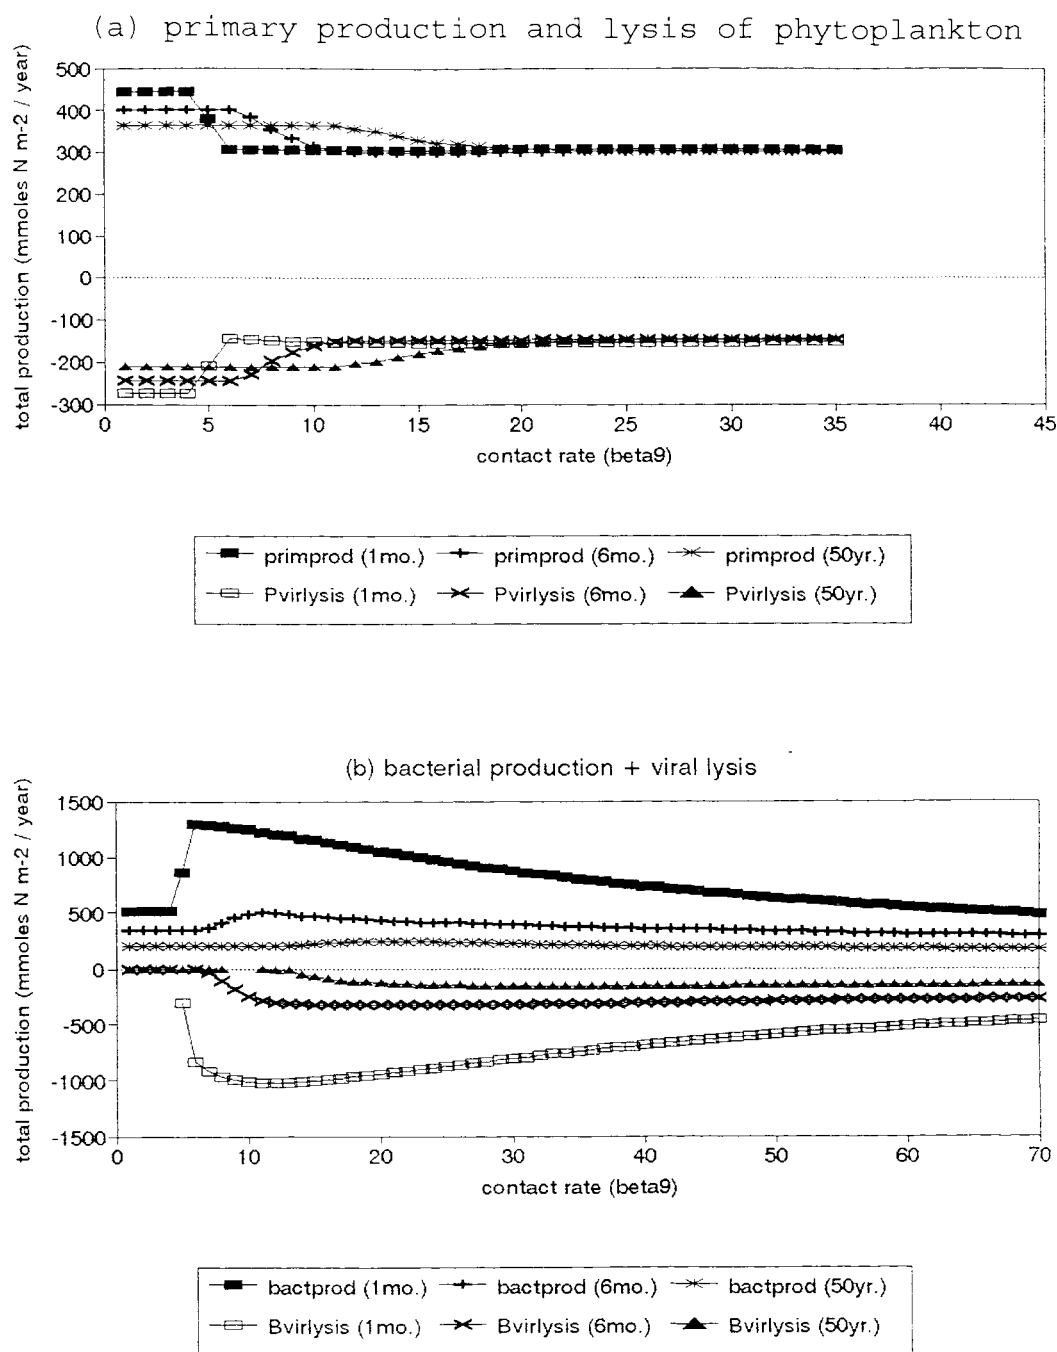 (a) primary production and lysis of phytoplankton
total production (mmoles N m-2 / year)
500
400
300
200
100
0
-100
-200
-300
0 5 10 15 20 25 30 35 40 45
contact rate (beta9)
primprod (1mo.) primprod (6mo.) primprod (50yr.)
Pvirlysis (1mo.) Pvirlysis (6mo.) Pvirlysis (50yr.)
(b) bacterial production + viral lysis
total production (mmoles N m-2 / year)
1500
1000
500
0
-500
-1000
-1500
0 10 20 30 40 50 60 70
contact rate (beta9)
bactprod (1mo.) bactprod (6mo.) bactprod (50yr.)
Bvirlysis (1mo.) Bvirlysis (6mo.) Bvirlysis (50yr.)